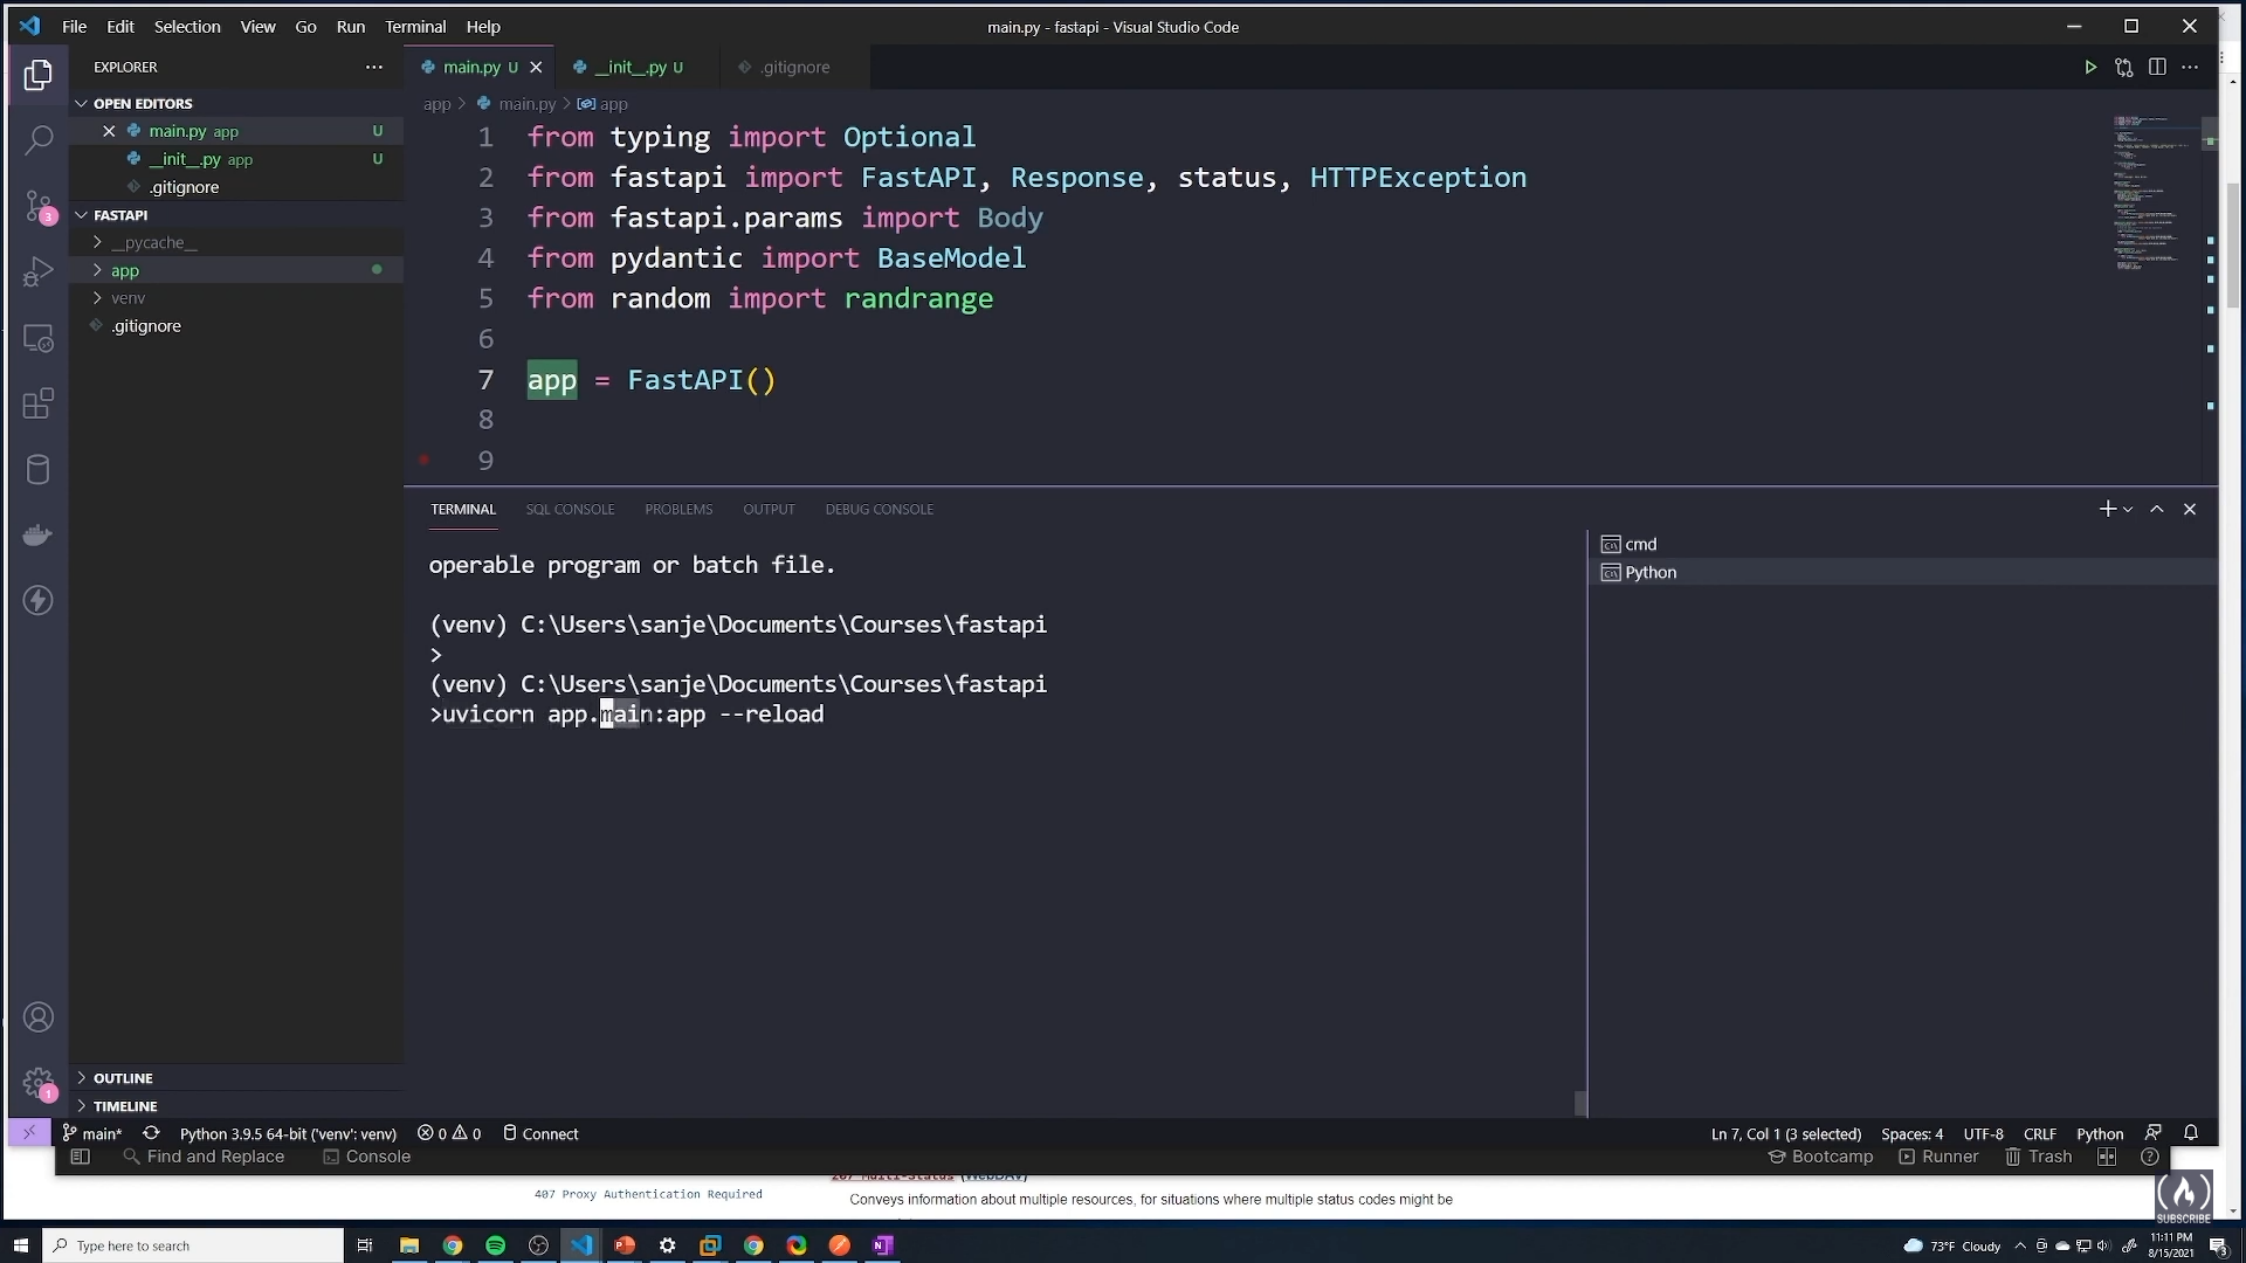 File Edit Selection View Go Run Terminal Help
main.py - fastapi - Visual Studio Code
EXPLORER
main.py U
__init__.py U
.gitignore
OPEN EDITORS
app > main.py > app
main.py app U
__init__.py app U
.gitignore
FASTAPI
__pycache__
app
venv
.gitignore
3
1 from typing import Optional
2 from fastapi import FastAPI, Response, status, HTTPException
3 from fastapi.params import Body
4 from pydantic import BaseModel
5 from random import randrange
6
7 app = FastAPI()
8
9
TERMINAL SQL CONSOLE PROBLEMS OUTPUT DEBUG CONSOLE
operable program or batch file.
(venv) C:\Users\sanje\Documents\Courses\fastapi
>
(venv) C:\Users\sanje\Documents\Courses\fastapi
>uvicorn app.main:app --reload
cmd
Python
OUTLINE
TIMELINE
1
main* Python 3.9.5 64-bit ('venv': venv) 0 0 Connect
Ln 7, Col 1 (3 selected) Spaces: 4 UTF-8 CRLF Python
Find and Replace Console
Bootcamp Runner Trash
407 Proxy Authentication Required
Conveys information about multiple resources, for situations where multiple status codes might be
SUBSCRIBE
Type here to search
73°F Cloudy
11:11 PM
8/15/2021
3